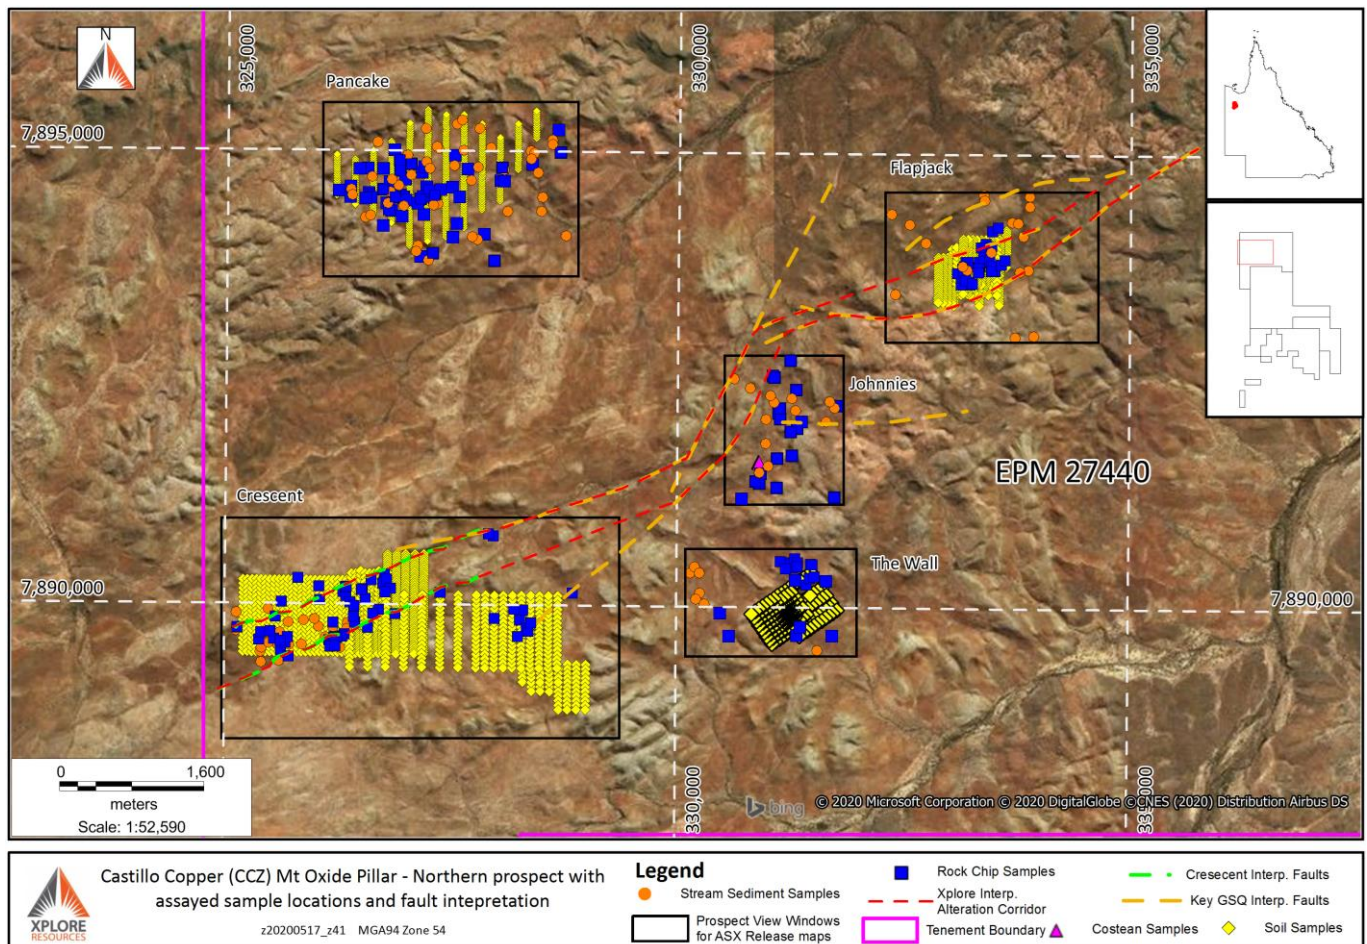 N
325,000
330,000
335,000
Pancake
7,895,000
Flapjack
Johnnies
EPM 27440
Crescent
The Wall
7,890,000
7,890,000
0 1,600
meters
Scale: 1:52,590
330,000
335,000
bing
© 2020 Microsoft Corporation © 2020 DigitalGlobe ©CNES (2020) Distribution Airbus DS
XPLORE
RESOURCES
Castillo Copper (CCZ) Mt Oxide Pillar - Northern prospect with
assayed sample locations and fault intepretation
z20200517_z41 MGA94 Zone 54
Legend
Stream Sediment Samples
Prospect View Windows
for ASX Release maps
Rock Chip Samples
Xplore Interp.
Alteration Corridor
Tenement Boundary
Cresecent Interp. Faults
Key GSQ Interp. Faults
Costean Samples
Soil Samples